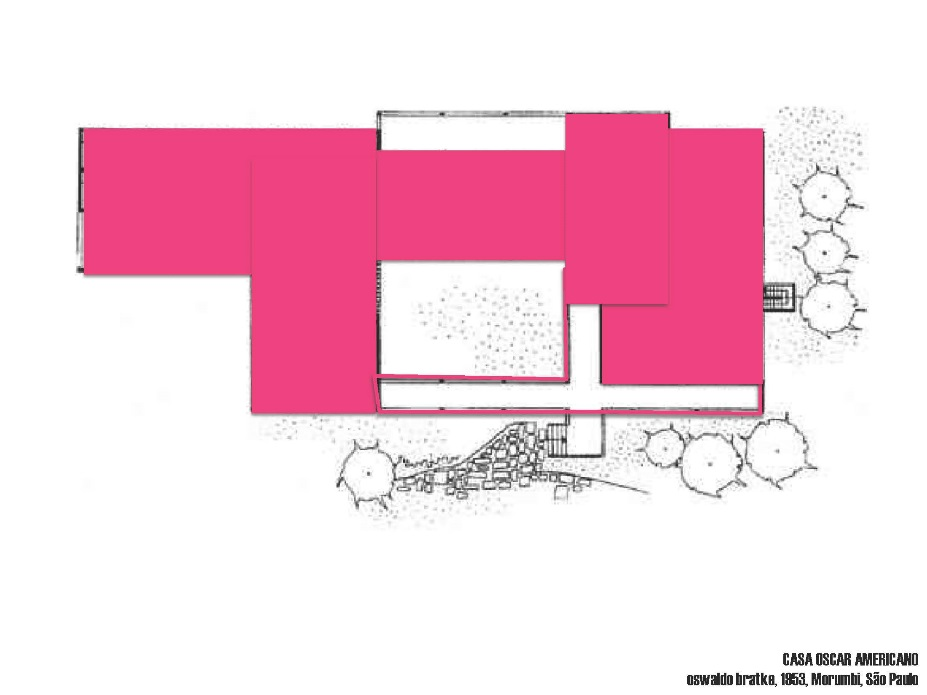 CASA OSCAR AMERICANO
oswaldo bratke, 1953, Morumbi, São Paulo